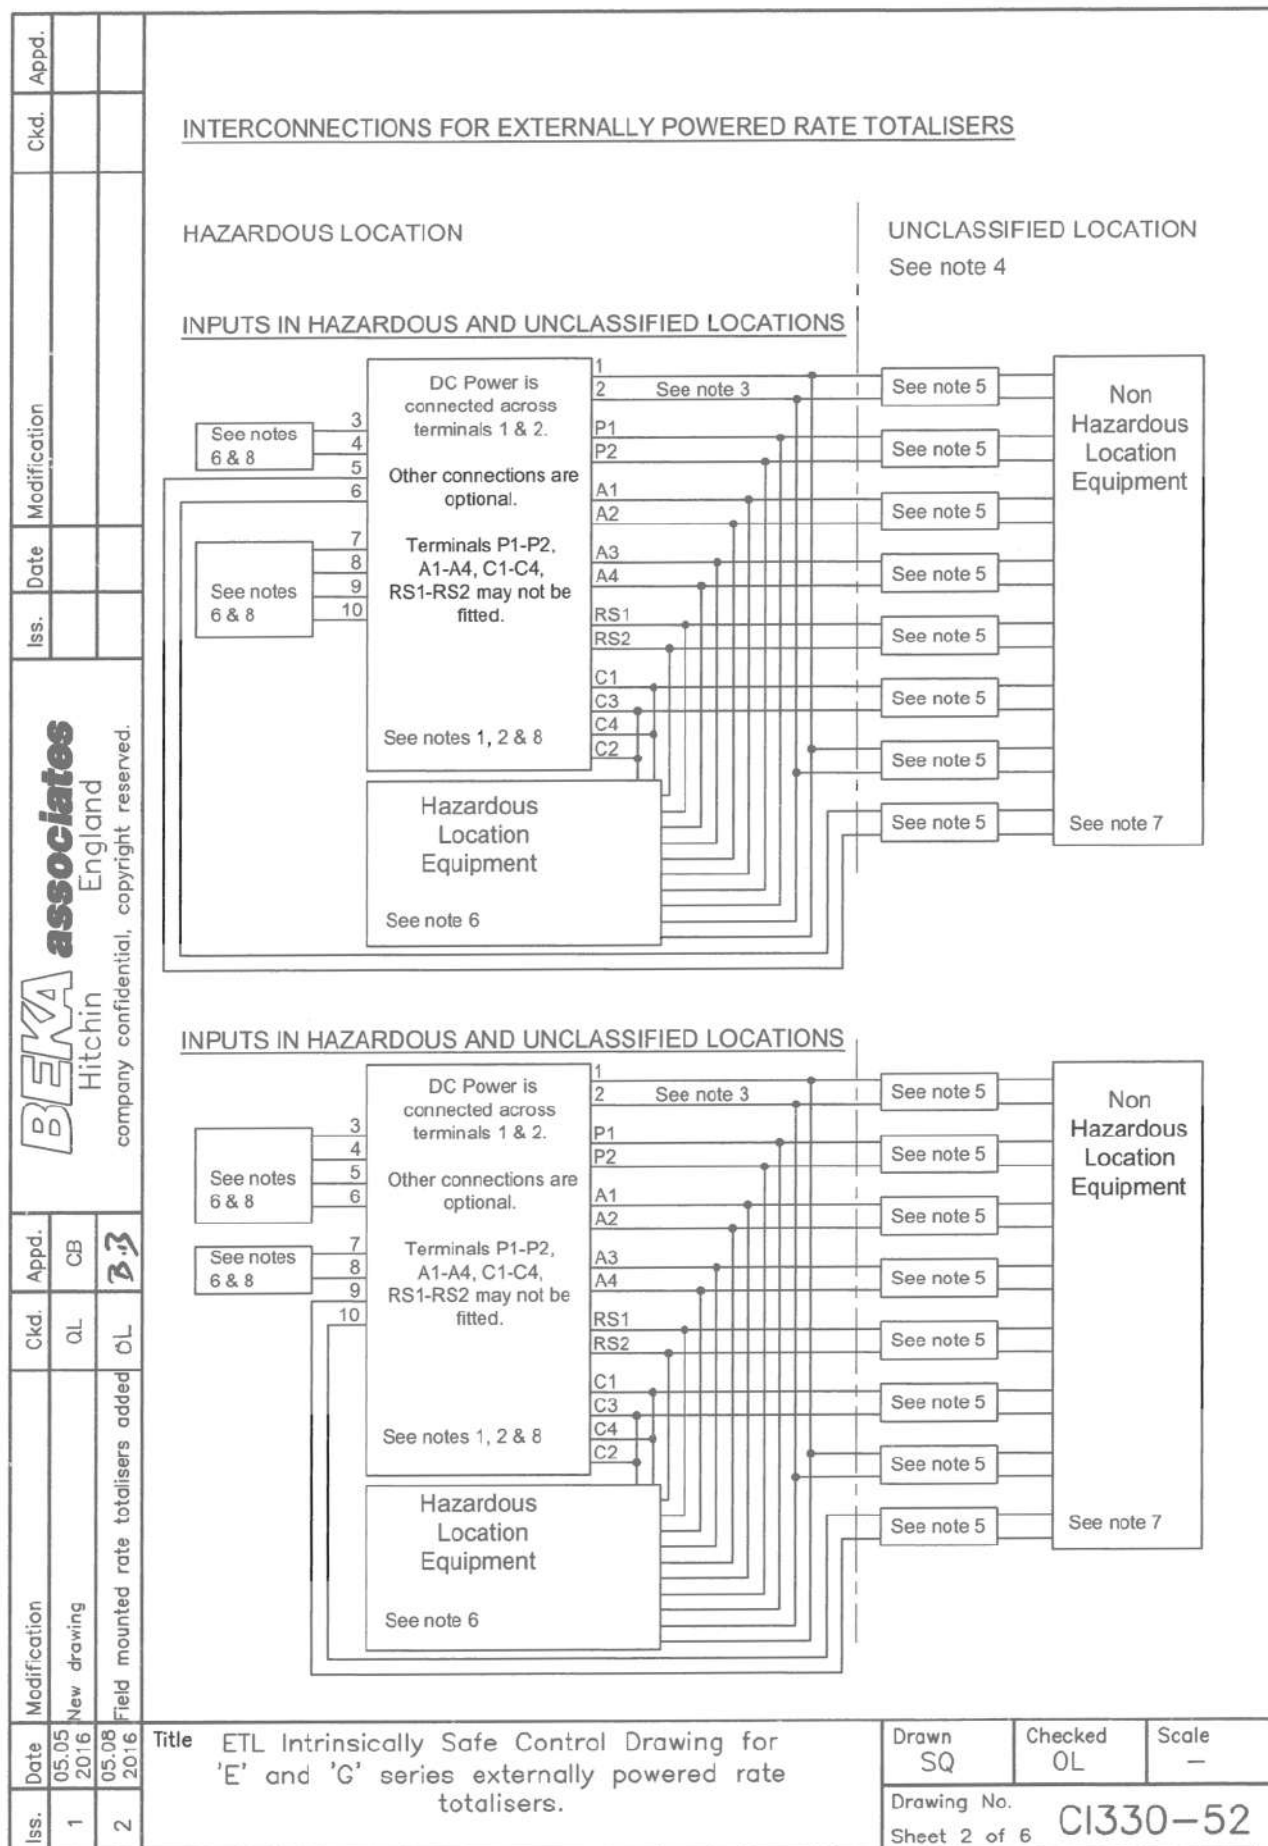 INTERCONNECTIONS FOR EXTERNALLY POWERED RATE TOTALISERS
HAZARDOUS LOCATION
UNCLASSIFIED LOCATION
See note 4
INPUTS IN HAZARDOUS AND UNCLASSIFIED LOCATIONS
DC Power is
connected across
terminals 1 & 2.
Other connections are
optional.
Terminals P1-P2,
A1-A4, C1-C4,
RS1-RS2 may not be
fitted.
See notes 1, 2 & 8
See notes
6 & 8
See notes
6 & 8
3
4
5
6
7
8
9
10
1
2
See note 3
P1
P2
A1
A2
A3
A4
RS1
RS2
C1
C3
C4
C2
See note 5
See note 5
See note 5
See note 5
See note 5
See note 5
See note 5
See note 5
Non
Hazardous
Location
Equipment
See note 7
Hazardous
Location
Equipment
See note 6
INPUTS IN HAZARDOUS AND UNCLASSIFIED LOCATIONS
DC Power is
connected across
terminals 1 & 2.
Other connections are
optional.
Terminals P1-P2,
A1-A4, C1-C4,
RS1-RS2 may not be
fitted.
See notes 1, 2 & 8
See notes
6 & 8
See notes
6 & 8
3
4
5
6
7
8
9
10
1
2
See note 3
P1
P2
A1
A2
A3
A4
RS1
RS2
C1
C3
C4
C2
See note 5
See note 5
See note 5
See note 5
See note 5
See note 5
See note 5
See note 5
Non
Hazardous
Location
Equipment
See note 7
Hazardous
Location
Equipment
See note 6
Title ETL Intrinsically Safe Control Drawing for
'E' and 'G' series externally powered rate
totalisers.
Drawn
SQ
Checked
OL
Scale
–
Drawing No.
Sheet 2 of 6
CI330-52
Iss. Date Modification Ckd. Appd.
1 05.05 2016 New drawing QL CB
2 05.08 2016 Field mounted rate totalisers added OL B.B
BEKA associates
Hitchin England
company confidential, copyright reserved.
Iss. Date Modification Ckd. Appd.